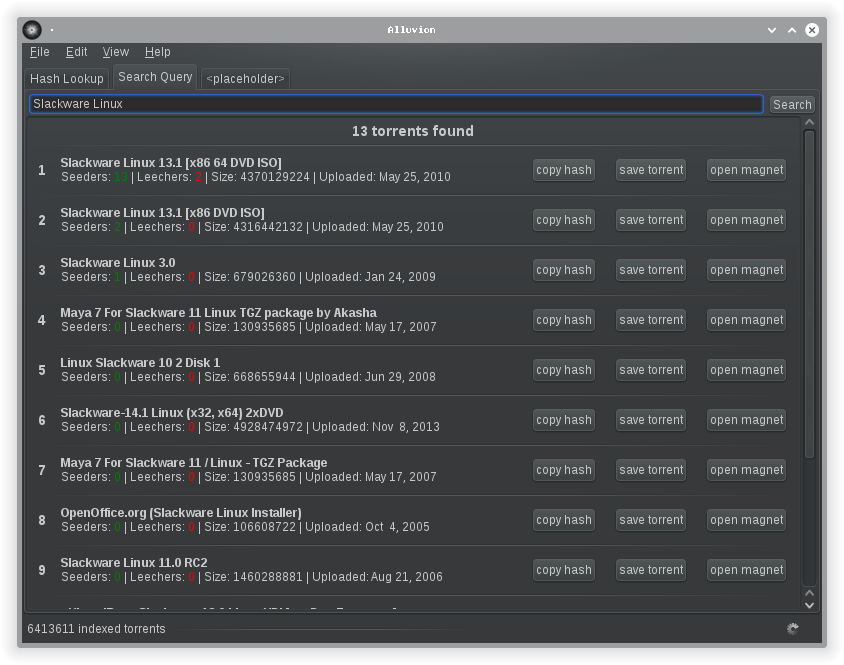 Alluvion
File Edit View Help
Hash Lookup Search Query <placeholder>
Slackware Linux Search
13 torrents found
1 Slackware Linux 13.1 [x86 64 DVD ISO]
Seeders: 13 | Leechers: 2 | Size: 4370129224 | Uploaded: May 25, 2010
copy hash save torrent open magnet
2 Slackware Linux 13.1 [x86 DVD ISO]
Seeders: 2 | Leechers: 0 | Size: 4316442132 | Uploaded: May 25, 2010
copy hash save torrent open magnet
3 Slackware Linux 3.0
Seeders: 1 | Leechers: 0 | Size: 679026360 | Uploaded: Jan 24, 2009
copy hash save torrent open magnet
4 Maya 7 For Slackware 11 Linux TGZ package by Akasha
Seeders: 0 | Leechers: 0 | Size: 130935685 | Uploaded: May 17, 2007
copy hash save torrent open magnet
5 Linux Slackware 10 2 Disk 1
Seeders: 0 | Leechers: 0 | Size: 668655944 | Uploaded: Jun 29, 2008
copy hash save torrent open magnet
6 Slackware-14.1 Linux (x32, x64) 2xDVD
Seeders: 0 | Leechers: 0 | Size: 4928474972 | Uploaded: Nov 8, 2013
copy hash save torrent open magnet
7 Maya 7 For Slackware 11 / Linux - TGZ Package
Seeders: 0 | Leechers: 0 | Size: 130935685 | Uploaded: May 17, 2007
copy hash save torrent open magnet
8 OpenOffice.org (Slackware Linux Installer)
Seeders: 0 | Leechers: 0 | Size: 106608722 | Uploaded: Oct 4, 2005
copy hash save torrent open magnet
9 Slackware Linux 11.0 RC2
Seeders: 0 | Leechers: 0 | Size: 1460288881 | Uploaded: Aug 21, 2006
copy hash save torrent open magnet
6413611 indexed torrents